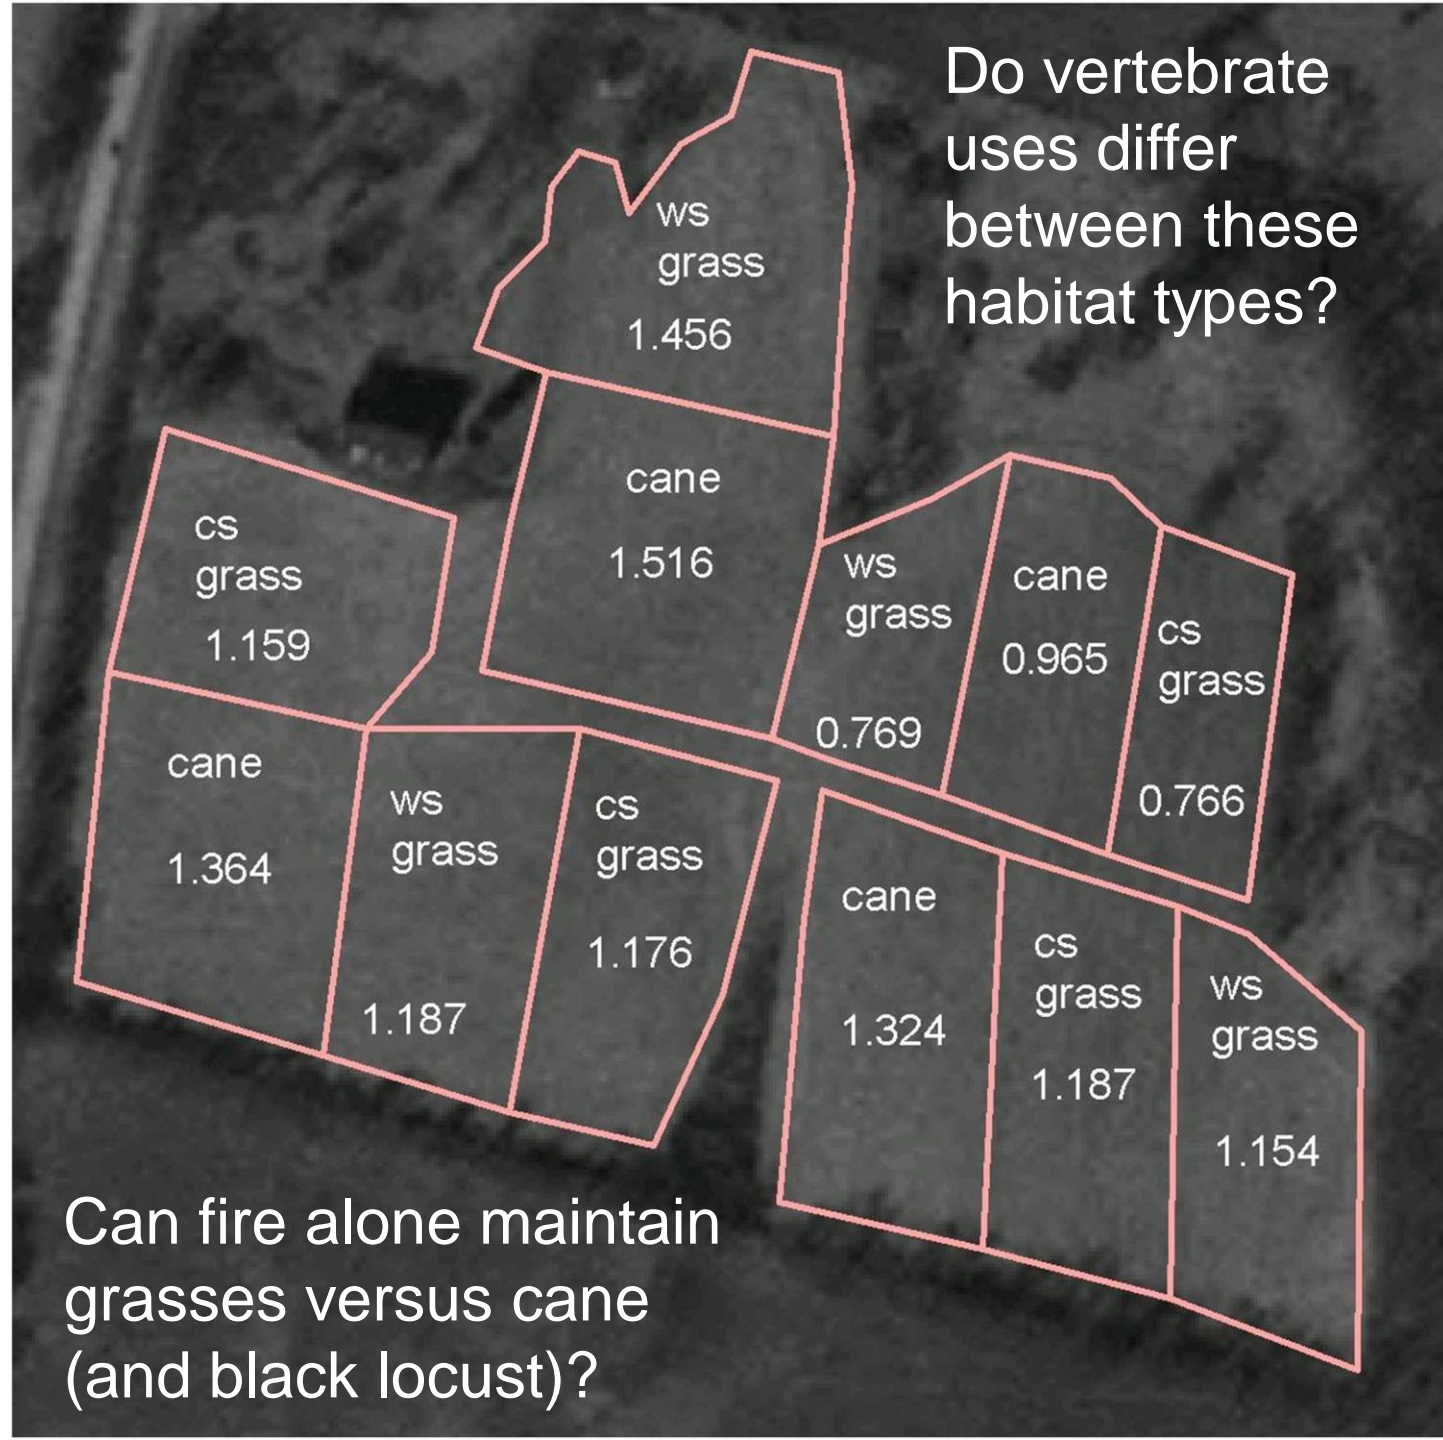 Do vertebrate
uses differ
between these
habitat types?
ws
grass
1.456
cane
1.516
cs
grass
1.159
ws
grass
0.769
cane
0.965
cs
grass
0.766
cane
1.364
ws
grass
1.187
cs
grass
1.176
cane
1.324
cs
grass
1.187
ws
grass
1.154
Can fire alone maintain
grasses versus cane
(and black locust)?